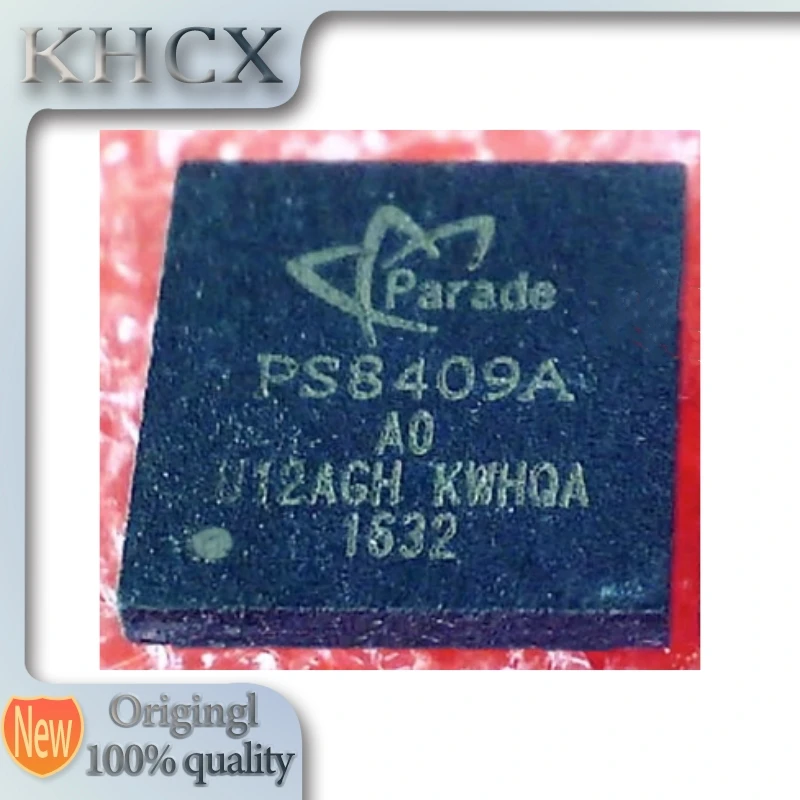 KHCX
Parade
PS8409A
A0
U12AGH KWHQA
1632
New
Origingl
100% quality